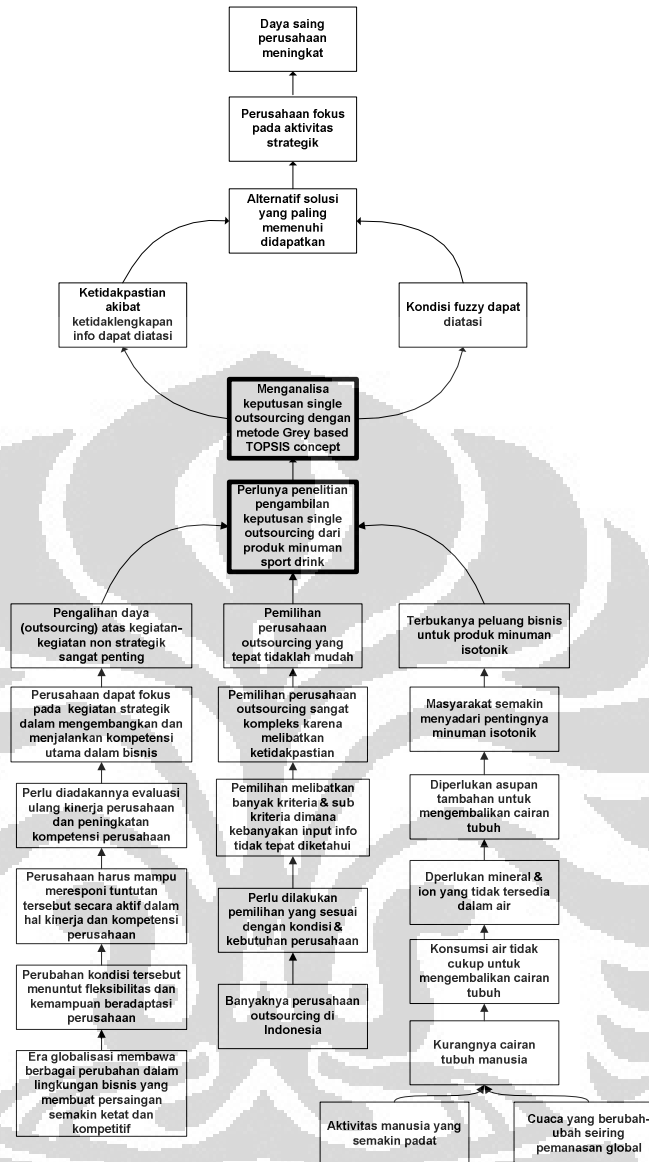 Daya saing
perusahaan
meningkat
Perusahaan fokus
pada aktivitas
strategik
Alternatif solusi
yang paling
memenuhi
didapatkan
Ketidakpastian
akibat
ketidaklengkapan
info dapat diatasi
Kondisi fuzzy dapat
diatasi
Menganalisa
keputusan single
outsourcing dengan
metode Grey based
TOPSIS concept
Perlunya penelitian
pengambilan
keputusan single
outsourcing dari
produk minuman
sport drink
Pengalihan daya
(outsourcing) atas kegiatan-
kegiatan non strategik
sangat penting
Perusahaan dapat fokus
pada kegiatan strategik
dalam mengembangkan dan
menjalankan kompetensi
utama dalam bisnis
Perlu diadakannya evaluasi
ulang kinerja perusahaan
dan peningkatan
kompetensi perusahaan
Perusahaan harus mampu
meresponi tuntutan
tersebut secara aktif dalam
hal kinerja dan kompetensi
perusahaan
Perubahan kondisi tersebut
menuntut fleksibilitas dan
kemampuan beradaptasi
perusahaan
Era globalisasi membawa
berbagai perubahan dalam
lingkungan bisnis yang
membuat persaingan
semakin ketat dan
kompetitif
Pemilihan
perusahaan
outsourcing yang
tepat tidaklah mudah
Pemilihan perusahaan
outsourcing sangat
kompleks karena
melibatkan
ketidakpastian
Pemilihan melibatkan
banyak kriteria & sub
kriteria dimana
kebanyakan input info
tidak tepat diketahui
Perlu dilakukan
pemilihan yang sesuai
dengan kondisi &
kebutuhan perusahaan
Banyaknya perusahaan
outsourcing di
Indonesia
Terbukanya peluang bisnis
untuk produk minuman
isotonik
Masyarakat semakin
menyadari pentingnya
minuman isotonik
Diperlukan asupan
tambahan untuk
mengembalikan cairan
tubuh
Dperlukan mineral &
ion yang tidak tersedia
dalam air
Konsumsi air tidak
cukup untuk
mengembalikan cairan
tubuh
Kurangnya cairan
tubuh manusia
Aktivitas manusia yang
semakin padat
Cuaca yang berubah-
ubah seiring
pemanasan global